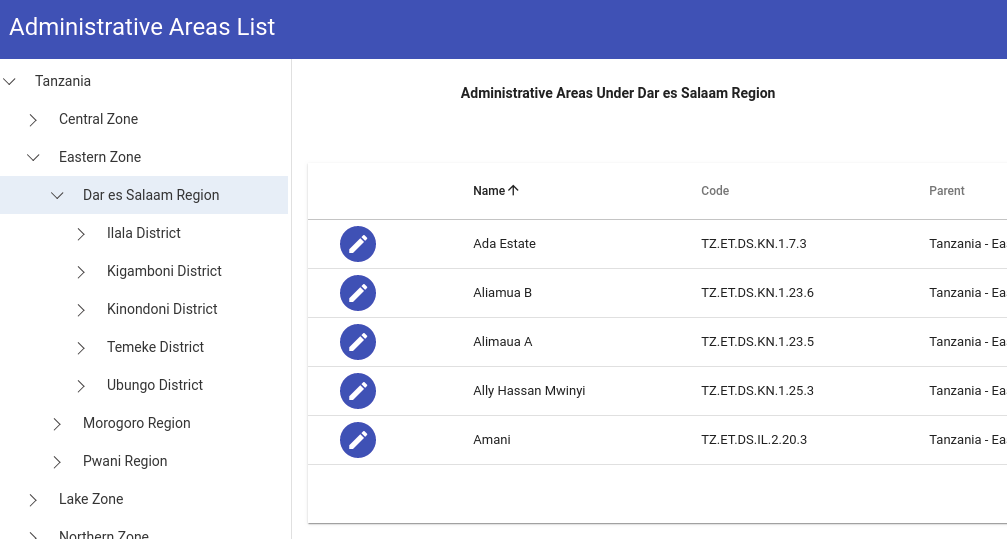 Administrative Areas List
Tanzania
Central Zone
Eastern Zone
Dar es Salaam Region
Ilala District
Kigamboni District
Kinondoni District
Temeke District
Ubungo District
Morogoro Region
Pwani Region
Lake Zone
Northern Zone
Administrative Areas Under Dar es Salaam Region
Name Code Parent
Ada Estate TZ.ET.DS.KN.1.7.3 Tanzania - Ea
Aliamua B TZ.ET.DS.KN.1.23.6 Tanzania - Ea
Alimaua A TZ.ET.DS.KN.1.23.5 Tanzania - Ea
Ally Hassan Mwinyi TZ.ET.DS.KN.1.25.3 Tanzania - Ea
Amani TZ.ET.DS.IL.2.20.3 Tanzania - Ea